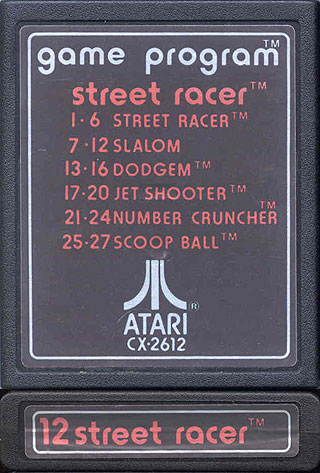 game program™
street racer™
1-6 STREET RACER™
7-12 SLALOM
13-16 DODGEM™
17-20 JET SHOOTER™
21-24 NUMBER CRUNCHER™
25-27 SCOOP BALL™
ATARI®
CX-2612
12 street racer™